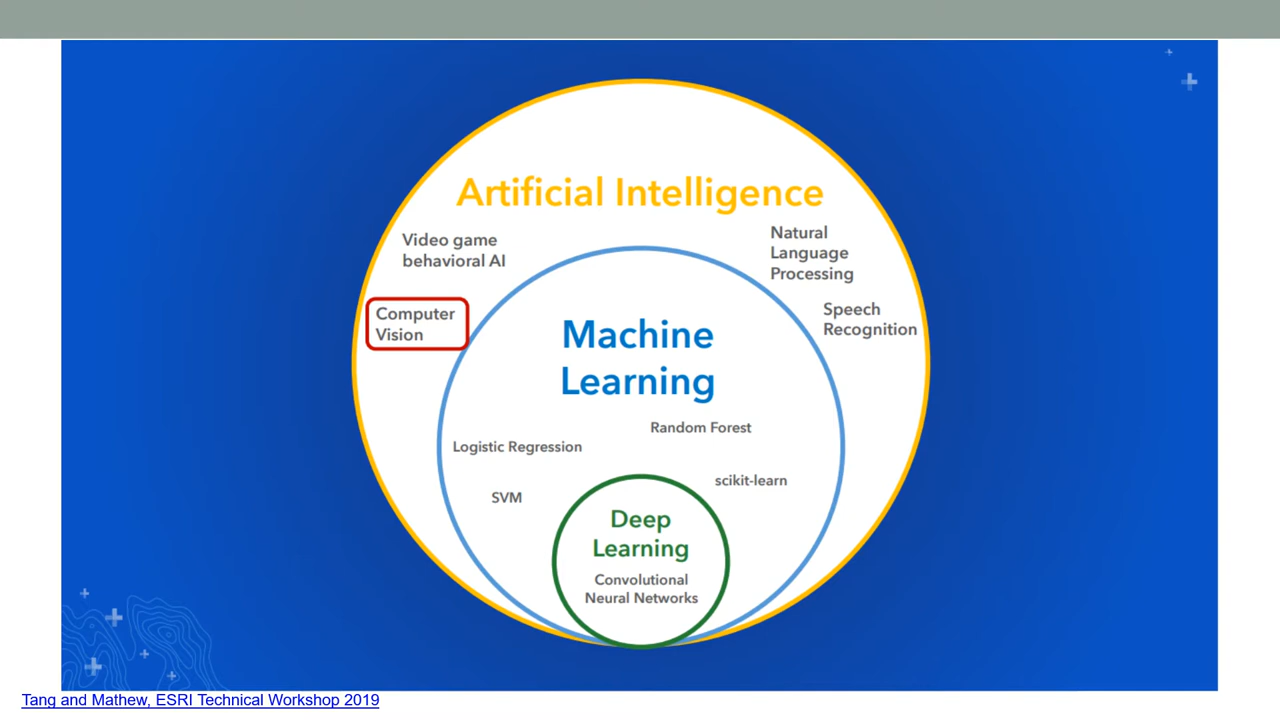 Artificial Intelligence
Video game
behavioral AI
Natural
Language
Processing
Computer
Vision
Speech
Recognition
Machine
Learning
Random Forest
Logistic Regression
scikit-learn
SVM
Deep
Learning
Convolutional
Neural Networks
Tang and Mathew, ESRI Technical Workshop 2019